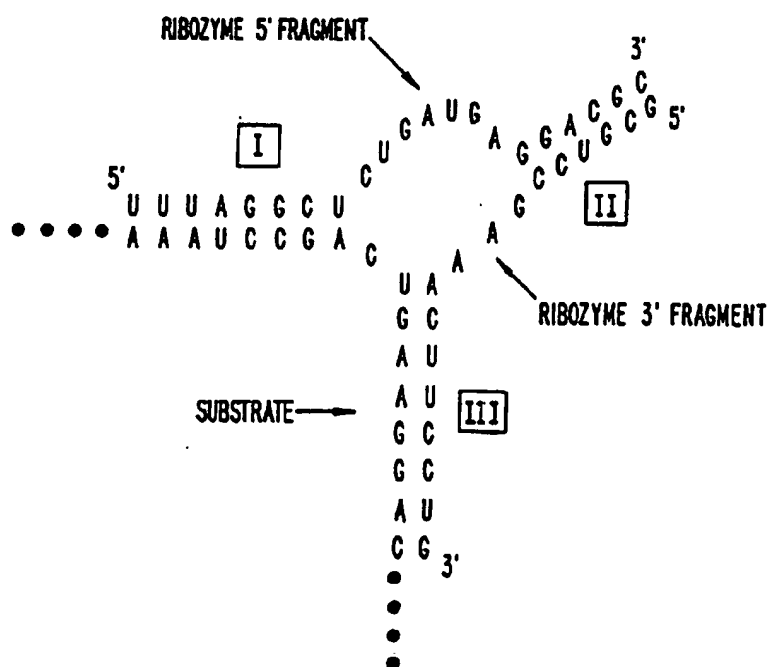 RIBOZYME 5' FRAGMENT
I
5'
U U U A G G C U C U G A U G A G G A C G C
3'
5'
G C G U C C G A A
II
A A A U C C G A C
RIBOZYME 3' FRAGMENT
U A
G C
A U
SUBSTRATE
A U
III
G C
G C
A U
C G
3'